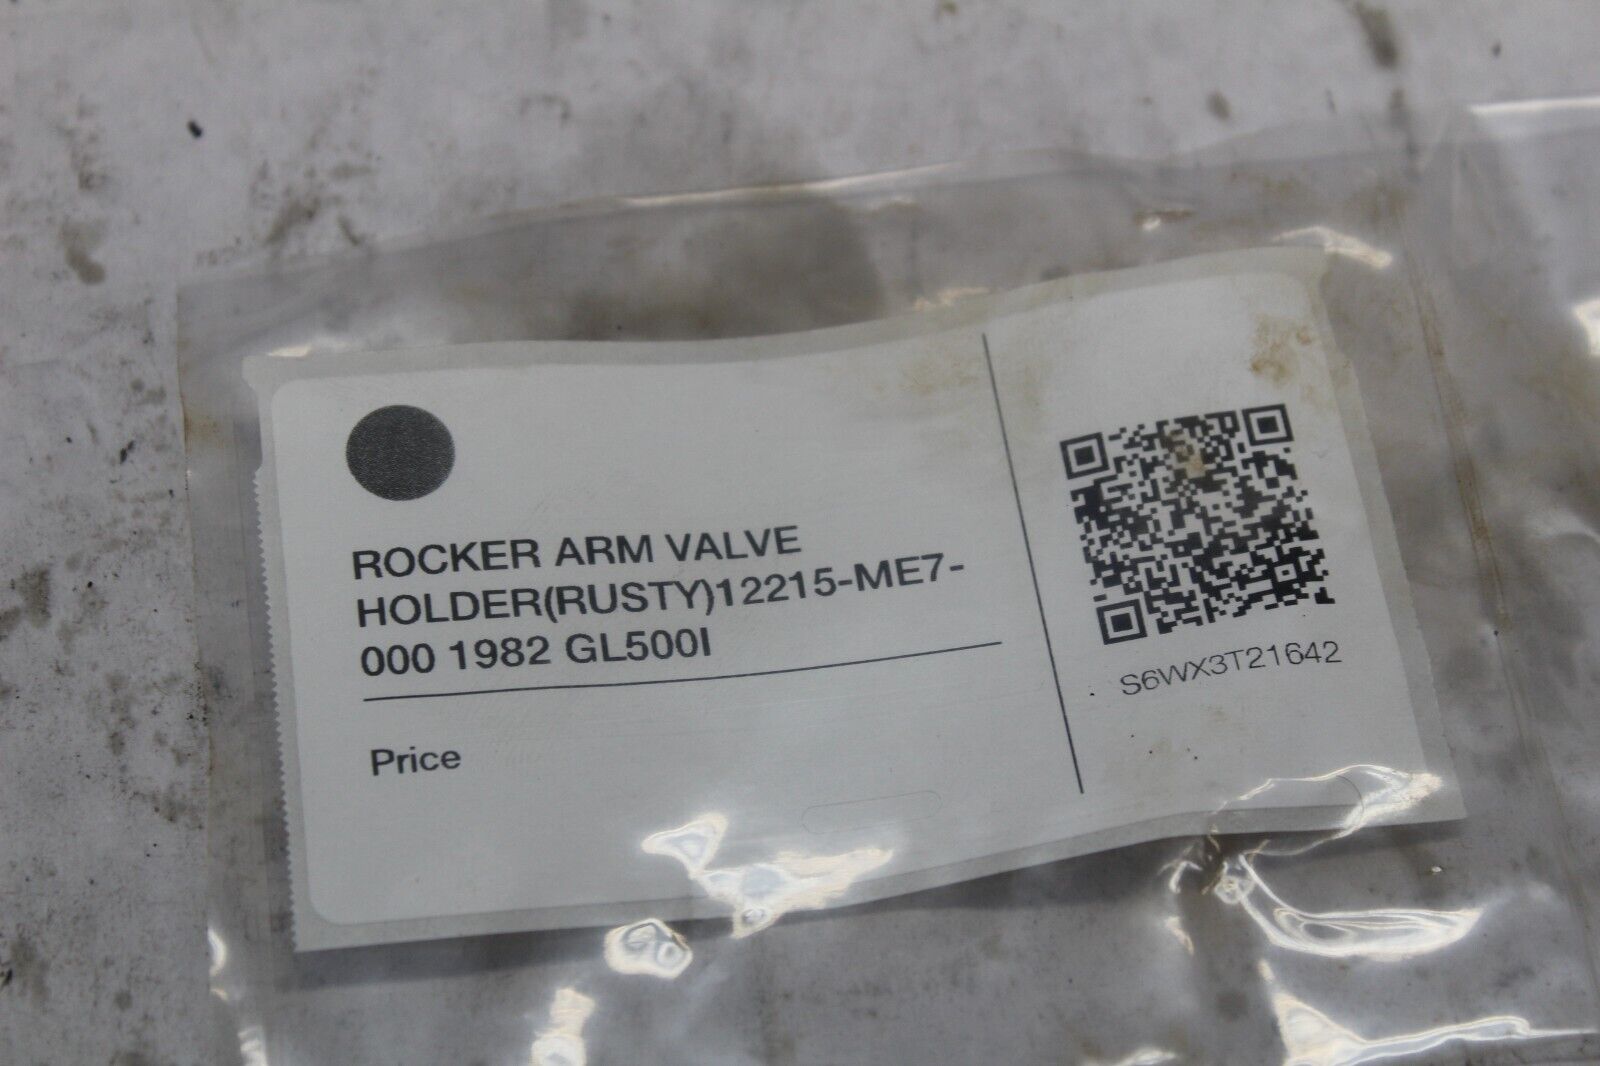 ROCKER ARM VALVE
HOLDER(RUSTY)12215-ME7-
000 1982 GL500I
Price
S6WX3T21642